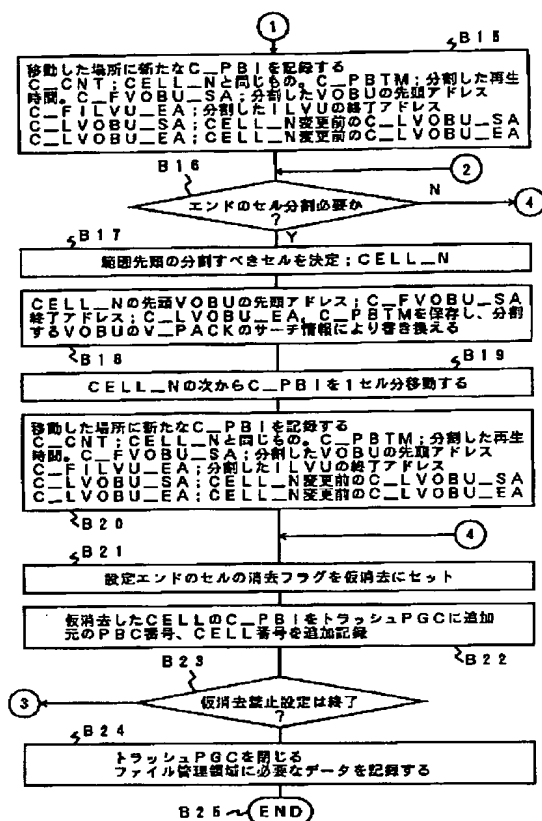 ①
B15
移動した場所に新たなC_PBIを記録する
C_CNT;CELL_Nと同じもの。C_PBTM;分割した再生
時間。C_FVOBU_SA;分割したVOBUの先頭アドレス
C_FILVU_EA;分割したILVUの終了アドレス
C_LVOBU_SA;CELL_N変更前のC_LVOBU_SA
C_LVOBU_EA;CELL_N変更前のC_LVOBU_EA
②
B16
エンドのセル分割必要か
?
N
④
Y
B17
範囲先頭の分割すべきセルを決定;CELL_N
CELL_Nの先頭VOBUの先頭アドレス;C_FVOBU_SA
終了アドレス;C_LVOBU_EA,C_PBTMを保存し、分割
するVOBUのV_PACKのサーチ情報により書き換える
B18
B19
CELL_Nの次からC_PBIを1セル分移動する
移動した場所に新たなC_PBIを記録する
C_CNT;CELL_Nと同じもの。C_PBTM;分割した再生
時間。C_FVOBU_SA;分割したVOBUの先頭アドレス
C_FILVU_EA;分割したILVUの終了アドレス
C_LVOBU_SA;CELL_N変更前のC_LVOBU_SA
C_LVOBU_EA;CELL_N変更前のC_LVOBU_EA
B20
④
B21
設定エンドのセルの消去フラグを仮消去にセット
仮消去したCELLのC_PBIをトラッシュPGCに追加
元のPBC番号、CELL番号を追加記録
B22
B23
③
仮消去禁止設定は終了
?
B24
トラッシュPGCを閉じる
ファイル管理領域に必要なデータを記録する
B25
END